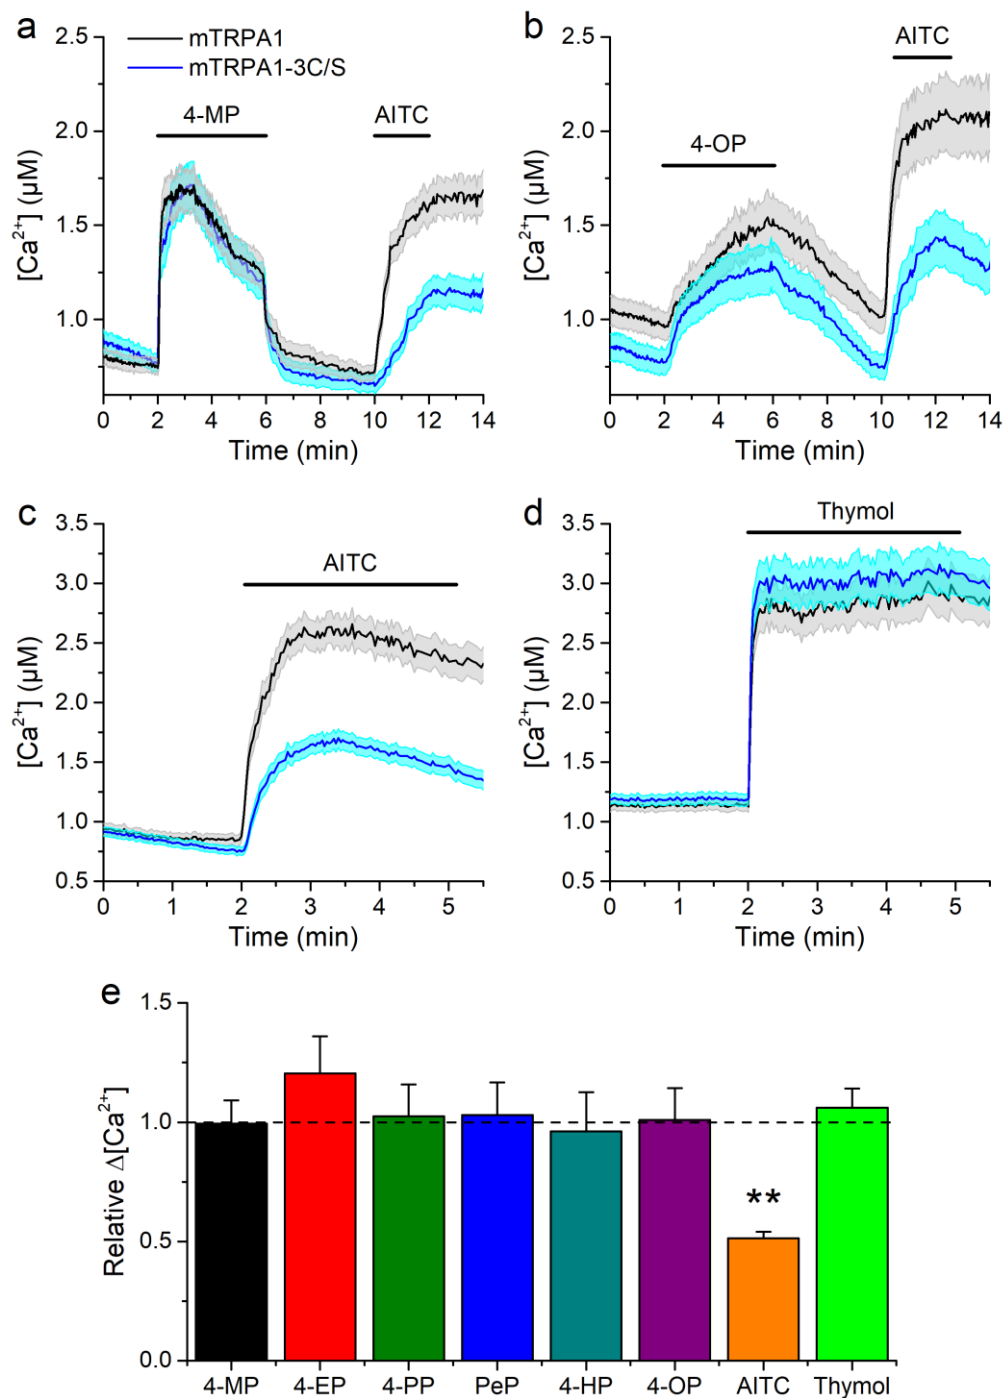 a
mTRPA1
mTRPA1-3C/S
4-MP
AITC
[Ca²⁺] (µM)
2.5
2.0
1.5
1.0
0 2 4 6 8 10 12 14
Time (min)
b
AITC
4-OP
[Ca²⁺] (µM)
2.5
2.0
1.5
1.0
0 2 4 6 8 10 12 14
Time (min)
c
AITC
[Ca²⁺] (µM)
3.5
3.0
2.5
2.0
1.5
1.0
0.5
0 1 2 3 4 5
Time (min)
d
Thymol
[Ca²⁺] (µM)
3.5
3.0
2.5
2.0
1.5
1.0
0.5
0 1 2 3 4 5
Time (min)
e
Relative Δ[Ca²⁺]
1.5
1.0
0.5
0.0
**
4-MP 4-EP 4-PP PeP 4-HP 4-OP AITC Thymol